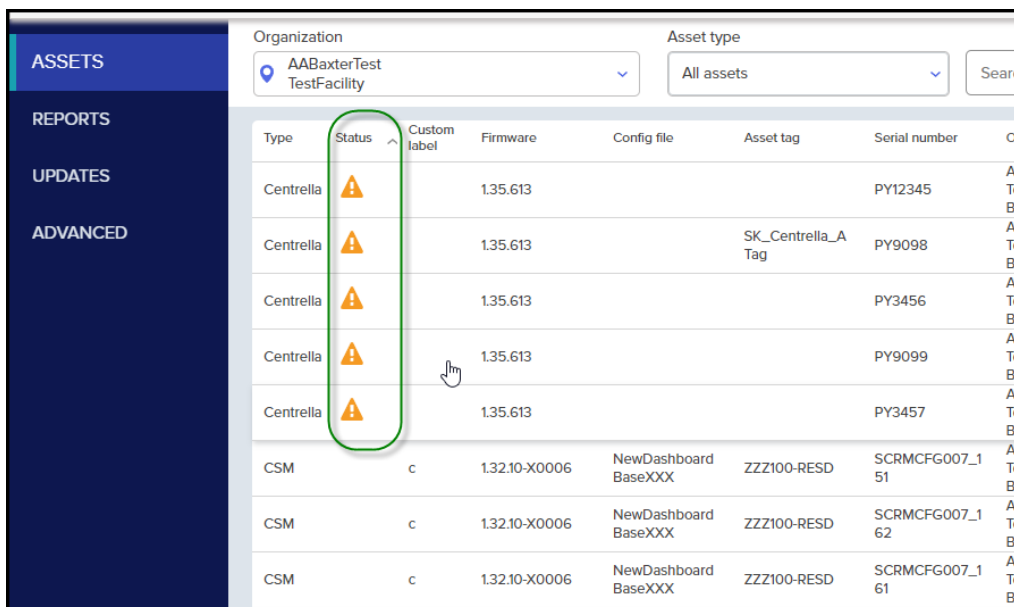 Organization
Asset type
ASSETS
AABaxterTest
TestFacility
All assets
REPORTS
Type Status Custom label Firmware Config file Asset tag Serial number
UPDATES
Centrella 1.35.613 PY12345
ADVANCED
Centrella 1.35.613 SK_Centrella_A
Tag PY9098
Centrella 1.35.613 PY3456
Centrella 1.35.613 PY9099
Centrella 1.35.613 PY3457
CSM c 1.32.10-X0006 NewDashboard
BaseXXX ZZZ100-RESD SCRMCFG007_1
51
CSM c 1.32.10-X0006 NewDashboard
BaseXXX ZZZ100-RESD SCRMCFG007_1
62
CSM c 1.32.10-X0006 NewDashboard
BaseXXX ZZZ100-RESD SCRMCFG007_1
61